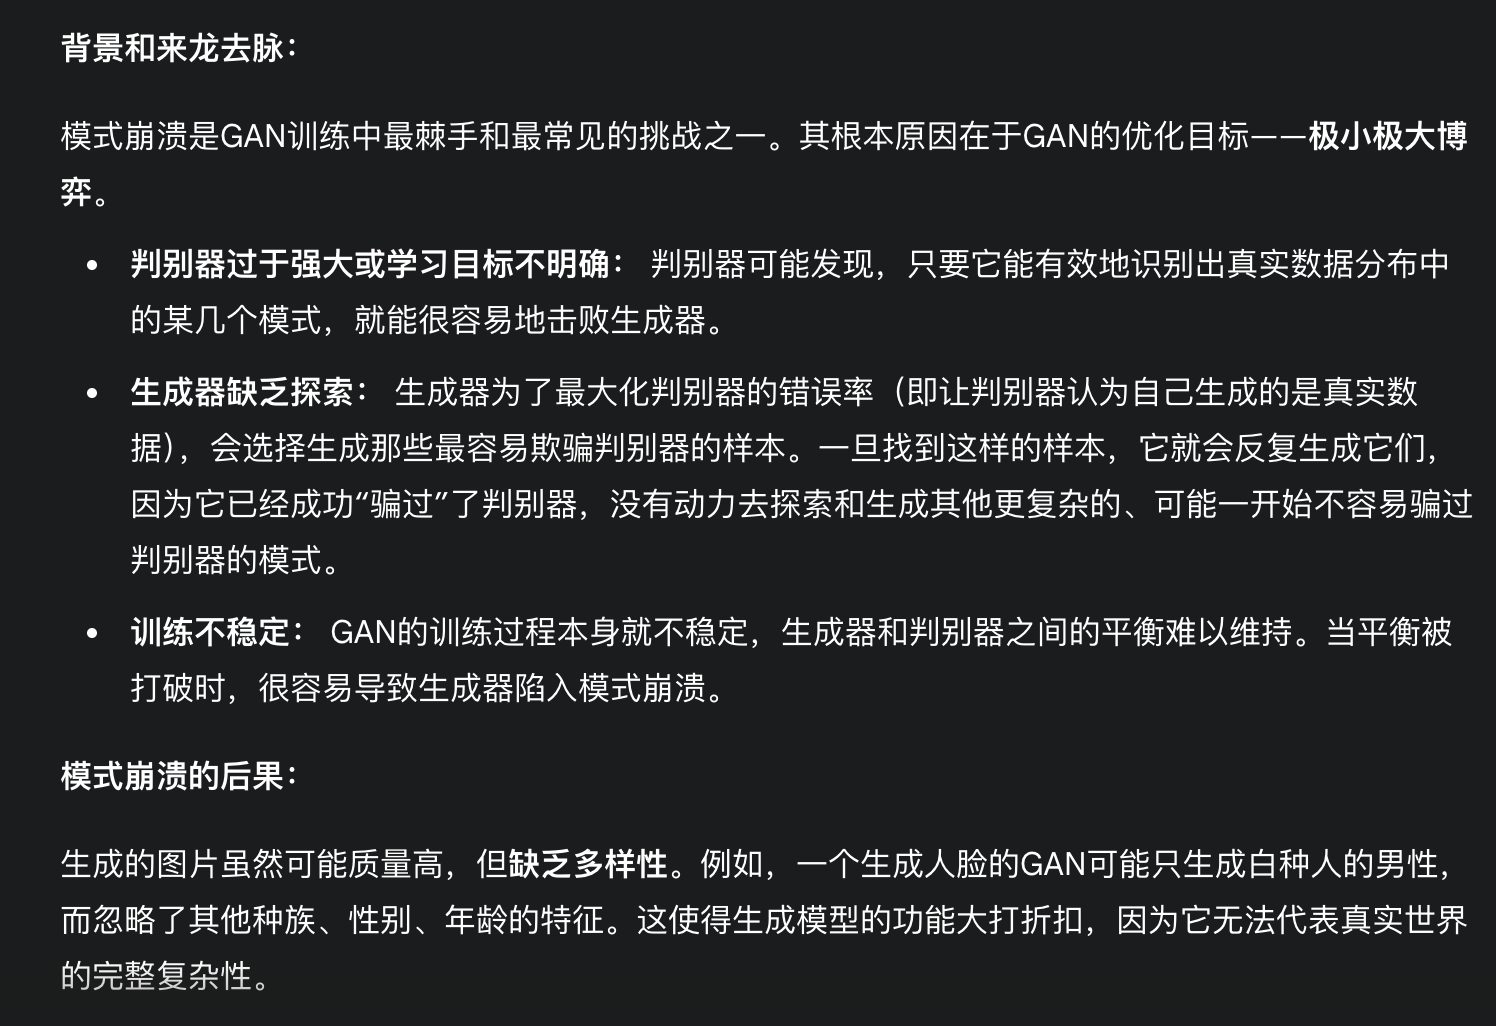 背景和来龙去脉：
模式崩溃是GAN训练中最棘手和最常见的挑战之一。其根本原因在于GAN的优化目标——极小极大博
弈。
• 判别器过于强大或学习目标不明确： 判别器可能发现，只要它能有效地识别出真实数据分布中
的某几个模式，就能很容易地击败生成器。
• 生成器缺乏探索： 生成器为了最大化判别器的错误率（即让判别器认为自己生成的是真实数
据），会选择生成那些最容易欺骗判别器的样本。一旦找到这样的样本，它就会反复生成它们，
因为它已经成功“骗过”了判别器，没有动力去探索和生成其他更复杂的、可能一开始不容易骗过
判别器的模式。
• 训练不稳定： GAN的训练过程本身就不稳定，生成器和判别器之间的平衡难以维持。当平衡被
打破时，很容易导致生成器陷入模式崩溃。
模式崩溃的后果：
生成的图片虽然可能质量高，但缺乏多样性。例如，一个生成人脸的GAN可能只生成白种人的男性，
而忽略了其他种族、性别、年龄的特征。这使得生成模型的功能大打折扣，因为它无法代表真实世界
的完整复杂性。